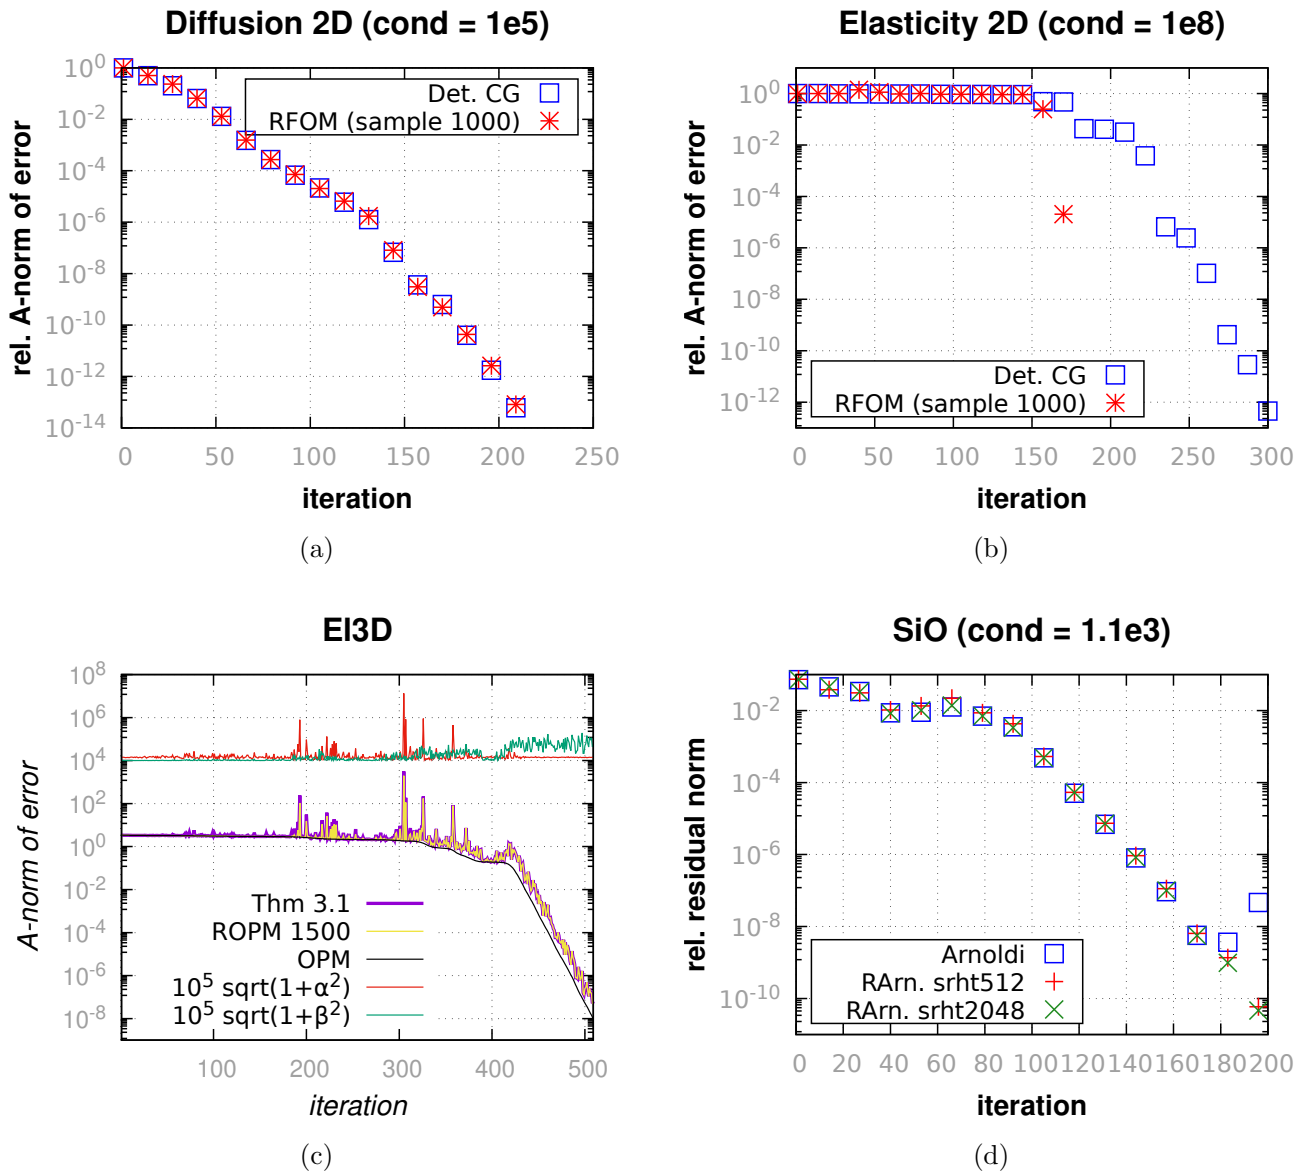 Diffusion 2D (cond = 1e5)
rel. A-norm of error
10^0
10^-2
10^-4
10^-6
10^-8
10^-10
10^-12
10^-14
Det. CG
RFOM (sample 1000)
0 50 100 150 200 250
iteration
(a)
Elasticity 2D (cond = 1e8)
rel. A-norm of error
10^0
10^-2
10^-4
10^-6
10^-8
10^-10
10^-12
Det. CG
RFOM (sample 1000)
0 50 100 150 200 250 300
iteration
(b)
El3D
A-norm of error
10^8
10^6
10^4
10^2
10^0
10^-2
10^-4
10^-6
10^-8
Thm 3.1
ROPM 1500
OPM
10^5 sqrt(1+α^2)
10^5 sqrt(1+β^2)
100 200 300 400 500
iteration
(c)
SiO (cond = 1.1e3)
rel. residual norm
10^-2
10^-4
10^-6
10^-8
10^-10
Arnoldi
RArn. srht512
RArn. srht2048
0 20 40 60 80 100 120 140 160 180 200
iteration
(d)